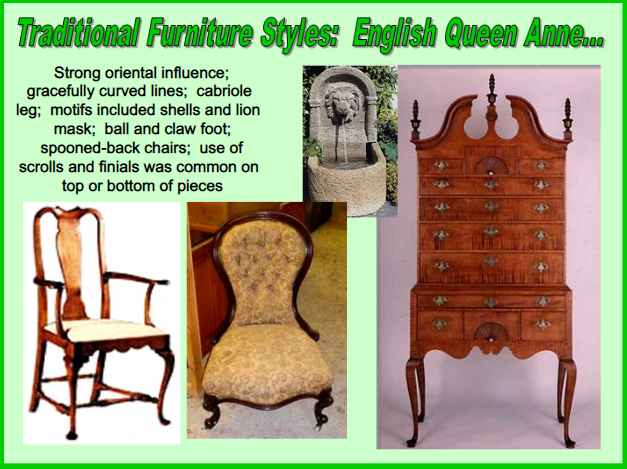 Traditional Furniture Styles:  English Queen Anne...
Strong oriental influence;
gracefully curved lines;  cabriole
leg;  motifs included shells and lion
mask;  ball and claw foot;
spooned-back chairs;  use of
scrolls and finials was common on
top or bottom of pieces